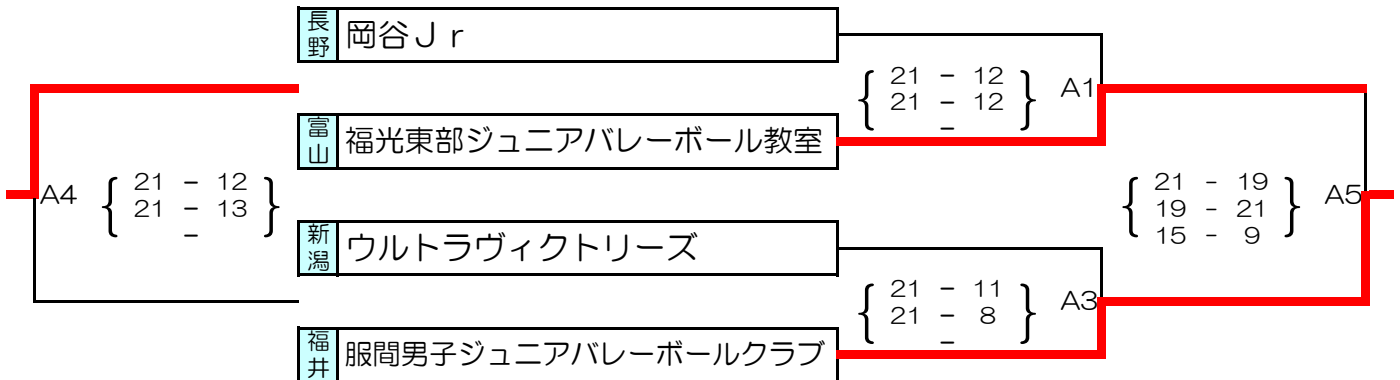 長野 岡谷Ｊｒ
21 - 12
21 - 12
-
A1
富山 福光東部ジュニアバレーボール教室
A4
21 - 12
21 - 13
-
21 - 19
19 - 21
15 - 9
A5
新潟 ウルトラヴィクトリーズ
21 - 11
21 - 8
-
A3
福井 服間男子ジュニアバレーボールクラブ